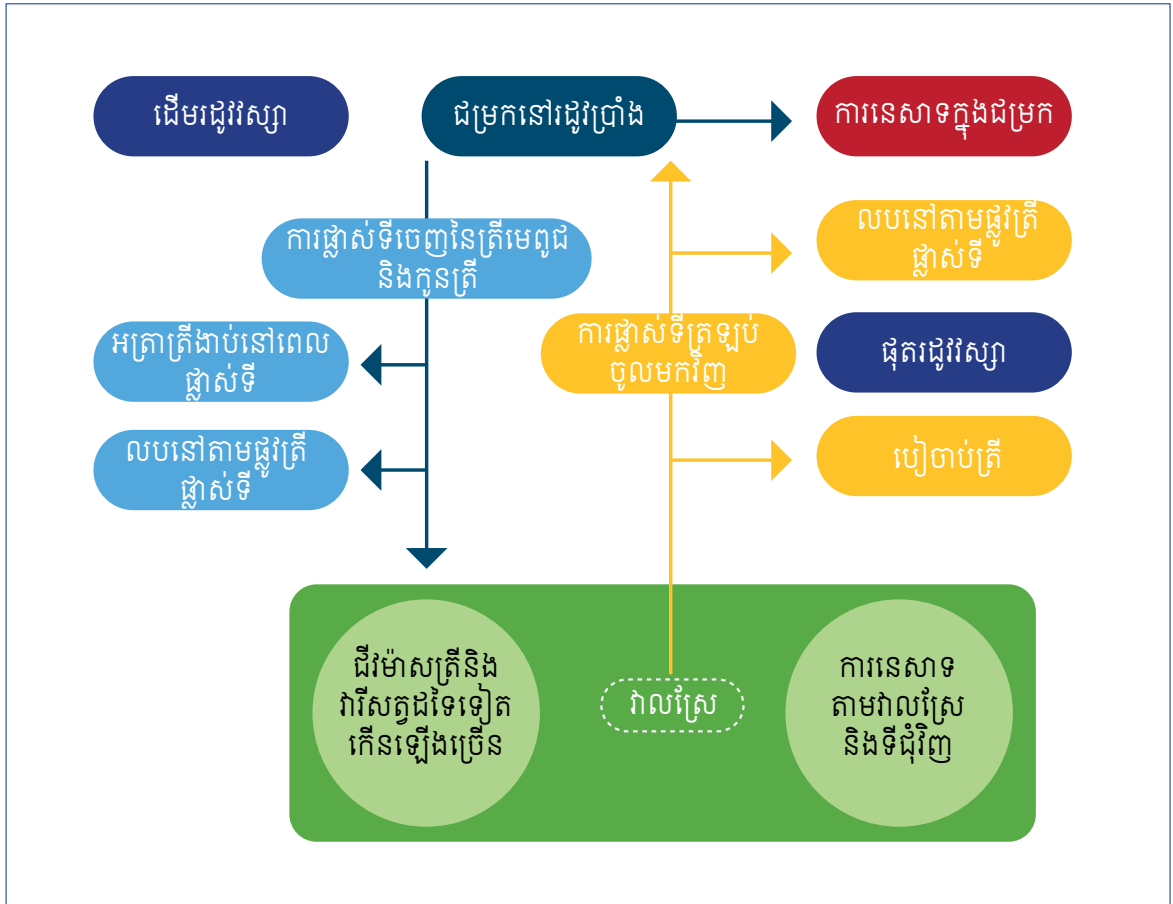 ដើមរដូវវស្សា
ជម្រកនៅរដូវប្រាំង
ការនេសាទក្នុងជម្រក
ការផ្លាស់ទីចេញនៃត្រីមេពូជ
និងកូនត្រី
លបនៅតាមផ្លូវត្រី
ផ្លាស់ទី
អត្រាត្រីងាប់នៅពេល
ផ្លាស់ទី
ការផ្លាស់ទីត្រឡប់
ចូលមកវិញ
ផុតរដូវវស្សា
លបនៅតាមផ្លូវត្រី
ផ្លាស់ទី
បៀចាប់ត្រី
ជីវម៉ាសត្រីនិង
វារីសត្វដទៃទៀត
កើនឡើងច្រើន
វាលស្រែ
ការនេសាទ
តាមវាលស្រែ
និងទីជុំវិញ